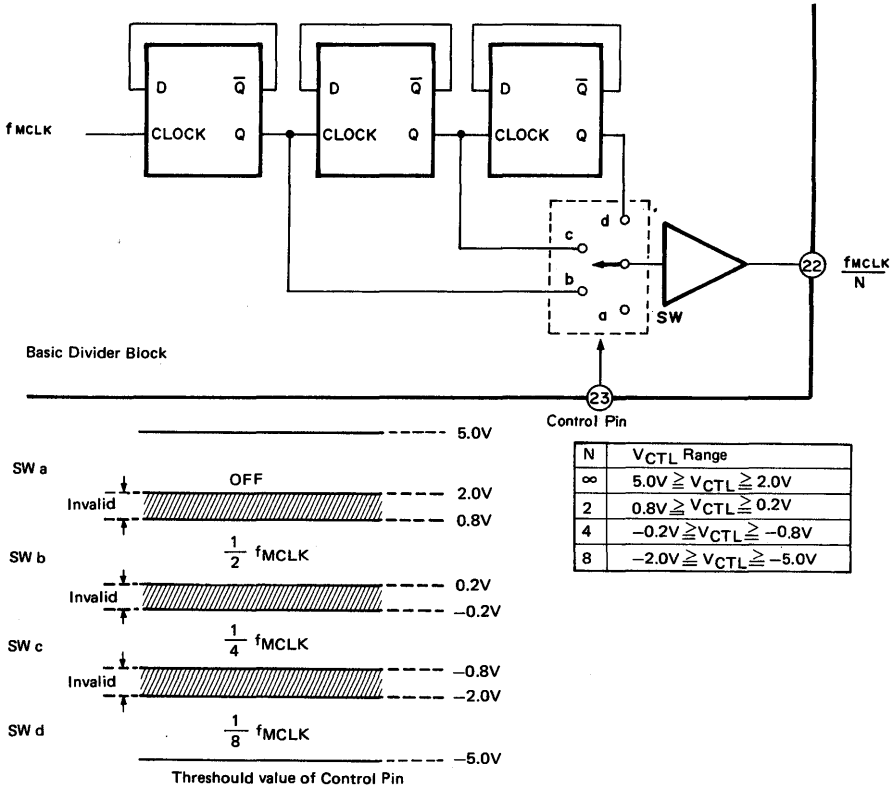 D Q̅ D Q̅ D Q̅
fMCLK CLOCK Q CLOCK Q CLOCK Q
d
c
b
a
SW
22
fMCLK
N
Basic Divider Block
23
Control Pin
5.0V
SW a
OFF
2.0V
Invalid
0.8V
SW b
1/2 fMCLK
0.2V
Invalid
−0.2V
SW c
1/4 fMCLK
−0.8V
Invalid
−2.0V
SW d
1/8 fMCLK
−5.0V
Threshould value of Control Pin
N VCTL Range
∞ 5.0V ≧ VCTL ≧ 2.0V
2 0.8V ≧ VCTL ≧ 0.2V
4 −0.2V ≧ VCTL ≧ −0.8V
8 −2.0V ≧ VCTL ≧ −5.0V